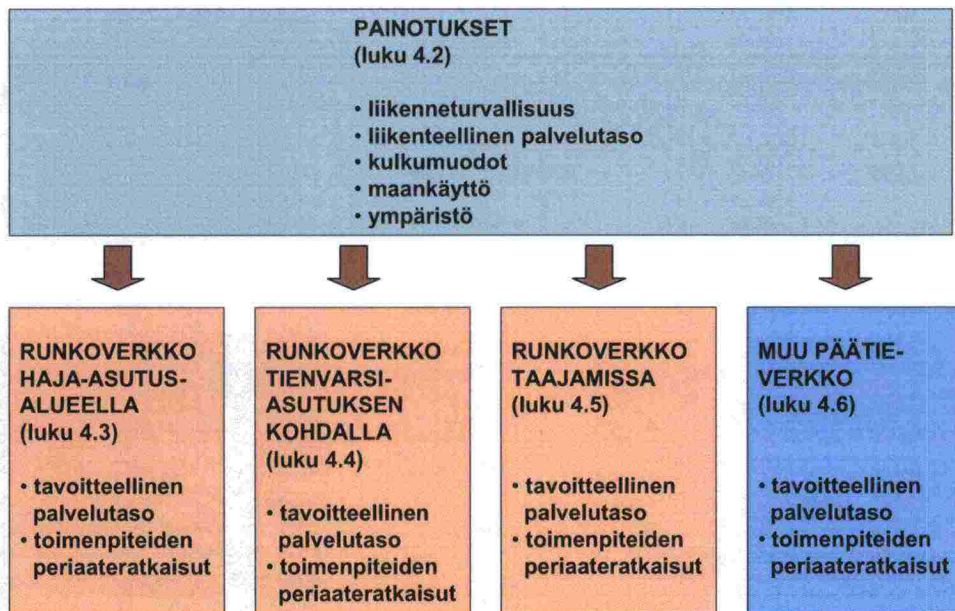 PAINOTUKSET
(luku 4.2)
• liikenneturvallisuus
• liikenteellinen palvelutaso
• kulkumuodot
• maankäyttö
• ympäristö
RUNKOVERKKO
HAJA-ASUTUS-
ALUEELLA
(luku 4.3)
• tavoitteellinen
palvelutaso
• toimenpiteiden
periaateratkaisut
RUNKOVERKKO
TIENVARSI-
ASUTUKSEN
KOHDALLA
(luku 4.4)
• tavoitteellinen
palvelutaso
• toimenpiteiden
periaateratkaisut
RUNKOVERKKO
TAAJAMISSA
(luku 4.5)
• tavoitteellinen
palvelutaso
• toimenpiteiden
periaateratkaisut
MUU PÄÄTIE-
VERKKO
(luku 4.6)
• tavoitteellinen
palvelutaso
• toimenpiteiden
periaateratkaisut